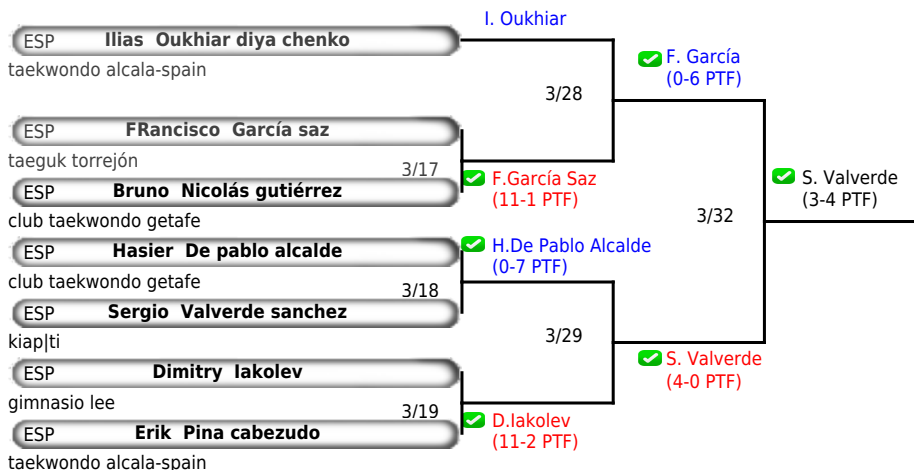 I. Oukhiar
ESP Ilias Oukhiar diya chenko
taekwondo alcala-spain
F. García
(0-6 PTF)
3/28
ESP FRancisco García saz
taeguk torrejón
3/17
F.García Saz
(11-1 PTF)
S. Valverde
(3-4 PTF)
ESP Bruno Nicolás gutiérrez
club taekwondo getafe
3/32
ESP Hasier De pablo alcalde
H.De Pablo Alcalde
(0-7 PTF)
club taekwondo getafe
3/18
ESP Sergio Valverde sanchez
kiap|ti
3/29
S. Valverde
(4-0 PTF)
ESP Dimitry Iakolev
gimnasio lee
3/19
D.Iakolev
(11-2 PTF)
ESP Erik Pina cabezudo
taekwondo alcala-spain